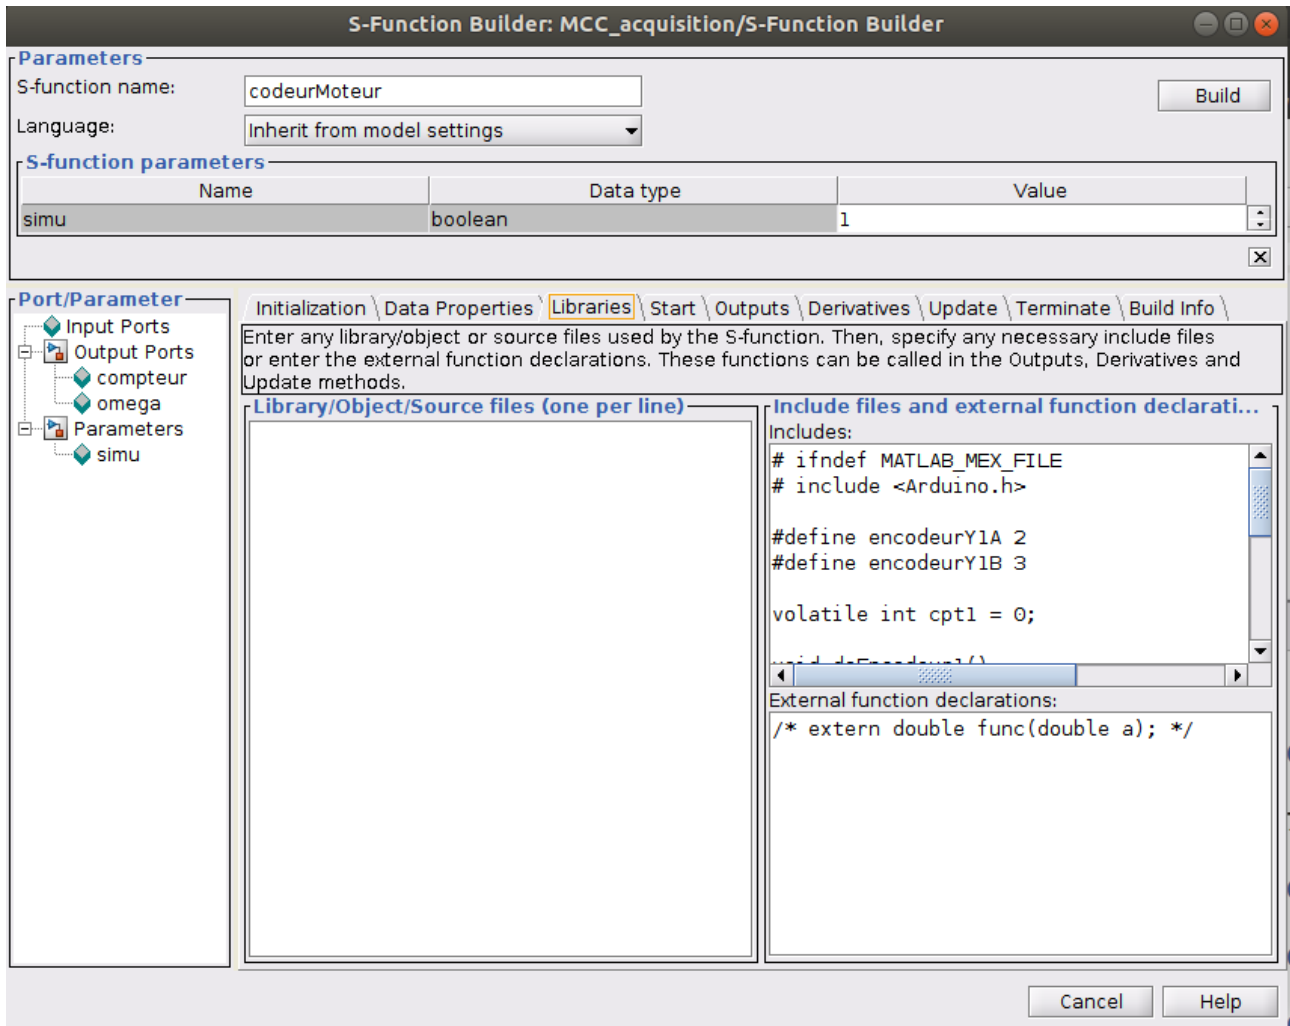 S-Function Builder: MCC_acquisition/S-Function Builder
Parameters
S-function name:
codeurMoteur
Build
Language:
Inherit from model settings
S-function parameters
Name Data type Value
simu boolean 1
Port/Parameter
Input Ports
Output Ports
compteur
omega
Parameters
simu
Initialization Data Properties Libraries Start Outputs Derivatives Update Terminate Build Info
Enter any library/object or source files used by the S-function. Then, specify any necessary include files
or enter the external function declarations. These functions can be called in the Outputs, Derivatives and
Update methods.
Library/Object/Source files (one per line)
Include files and external function declarati...
Includes:
# ifndef MATLAB_MEX_FILE
# include <Arduino.h>
#define encodeurY1A 2
#define encodeurY1B 3
volatile int cpt1 = 0;
External function declarations:
/* extern double func(double a); */
Cancel
Help